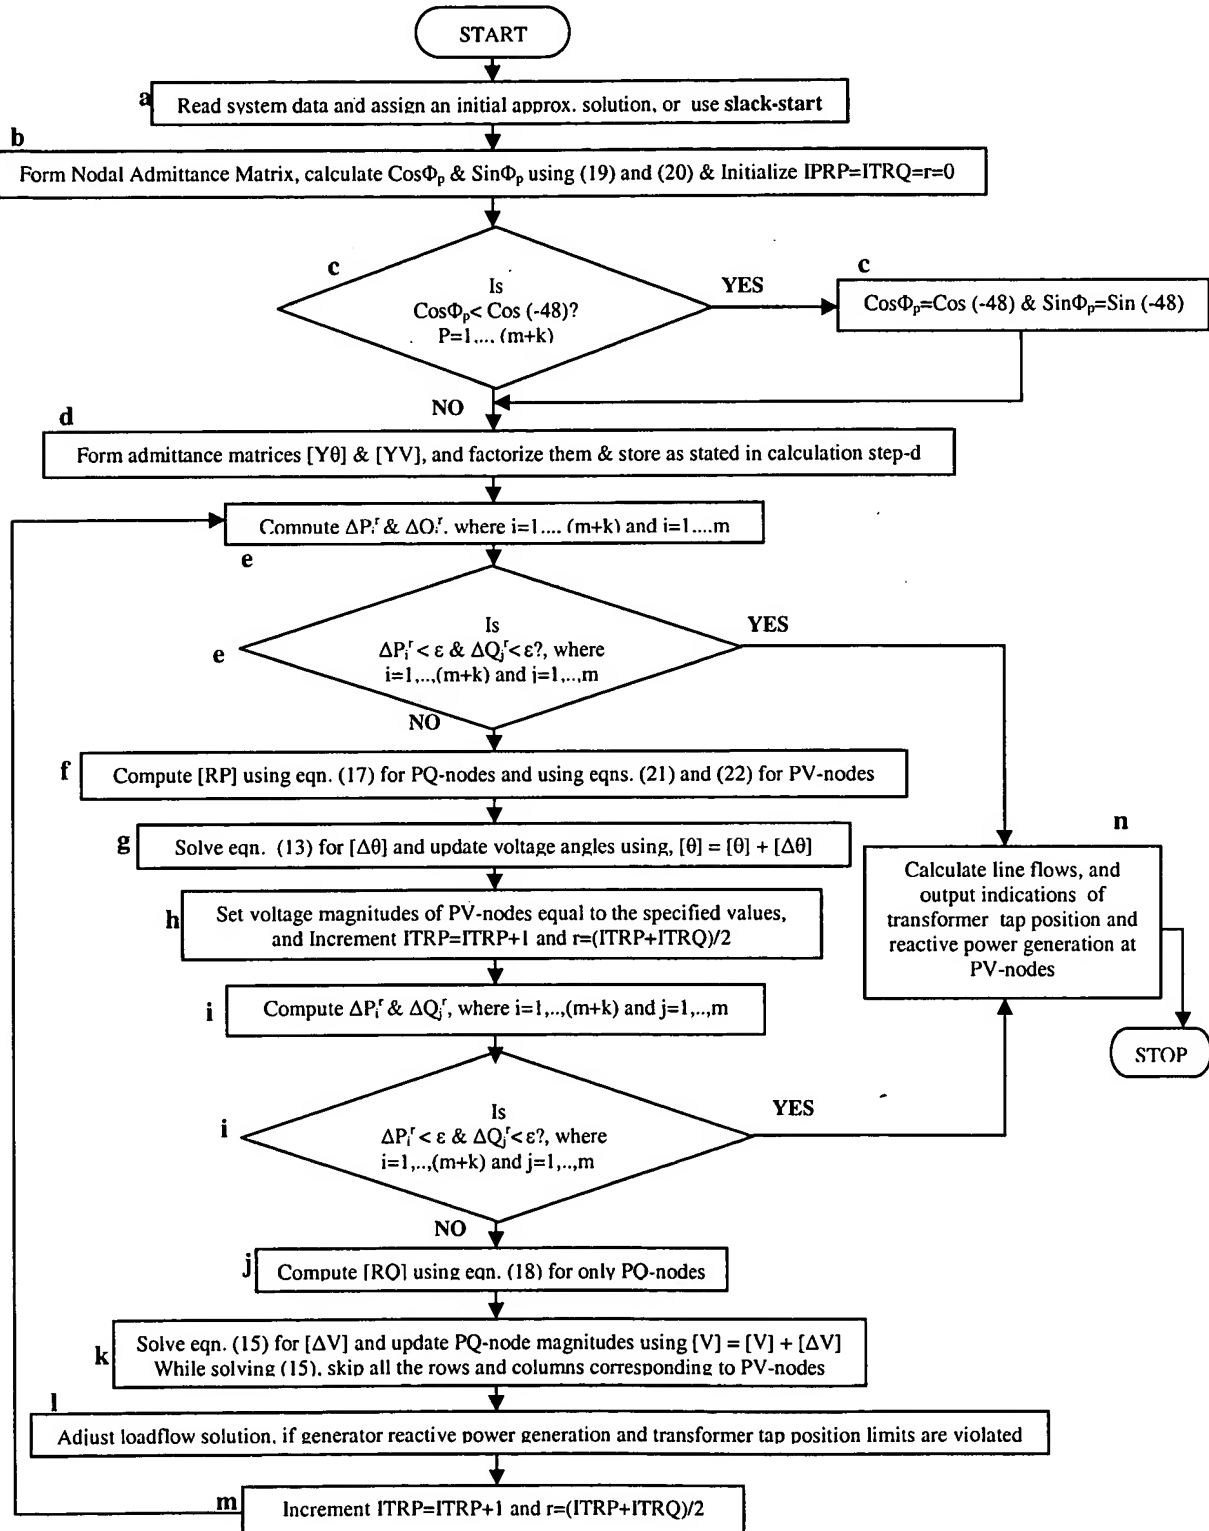 START
a
Read system data and assign an initial approx. solution, or use slack-start
b
Form Nodal Admittance Matrix, calculate CosΦp & SinΦp using (19) and (20) & Initialize IPRP=ITRQ=r=0
c
Is
CosΦp< Cos (-48)?
P=1,... (m+k)
YES
c
CosΦp=Cos (-48) & SinΦp=Sin (-48)
NO
d
Form admittance matrices [Yθ] & [YV], and factorize them & store as stated in calculation step-d
Compute ΔPiʳ & ΔQiʳ, where i=1,... (m+k) and i=1,...m
e
e
Is
ΔPiʳ < ε & ΔQjʳ < ε?, where
i=1,..,(m+k) and j=1,..,m
YES
NO
f
Compute [RP] using eqn. (17) for PQ-nodes and using eqns. (21) and (22) for PV-nodes
g
Solve eqn. (13) for [Δθ] and update voltage angles using, [θ] = [θ] + [Δθ]
h
Set voltage magnitudes of PV-nodes equal to the specified values,
and Increment ITRP=ITRP+1 and r=(ITRP+ITRQ)/2
i
Compute ΔPiʳ & ΔQjʳ, where i=1,..,(m+k) and j=1,..,m
i
Is
ΔPiʳ < ε & ΔQjʳ < ε?, where
i=1,..,(m+k) and j=1,..,m
YES
NO
n
Calculate line flows, and
output indications of
transformer tap position and
reactive power generation at
PV-nodes
STOP
j
Compute [RQ] using eqn. (18) for only PQ-nodes
k
Solve eqn. (15) for [ΔV] and update PQ-node magnitudes using [V] = [V] + [ΔV]
While solving (15), skip all the rows and columns corresponding to PV-nodes
l
Adjust loadflow solution, if generator reactive power generation and transformer tap position limits are violated
m
Increment ITRP=ITRP+1 and r=(ITRP+ITRQ)/2